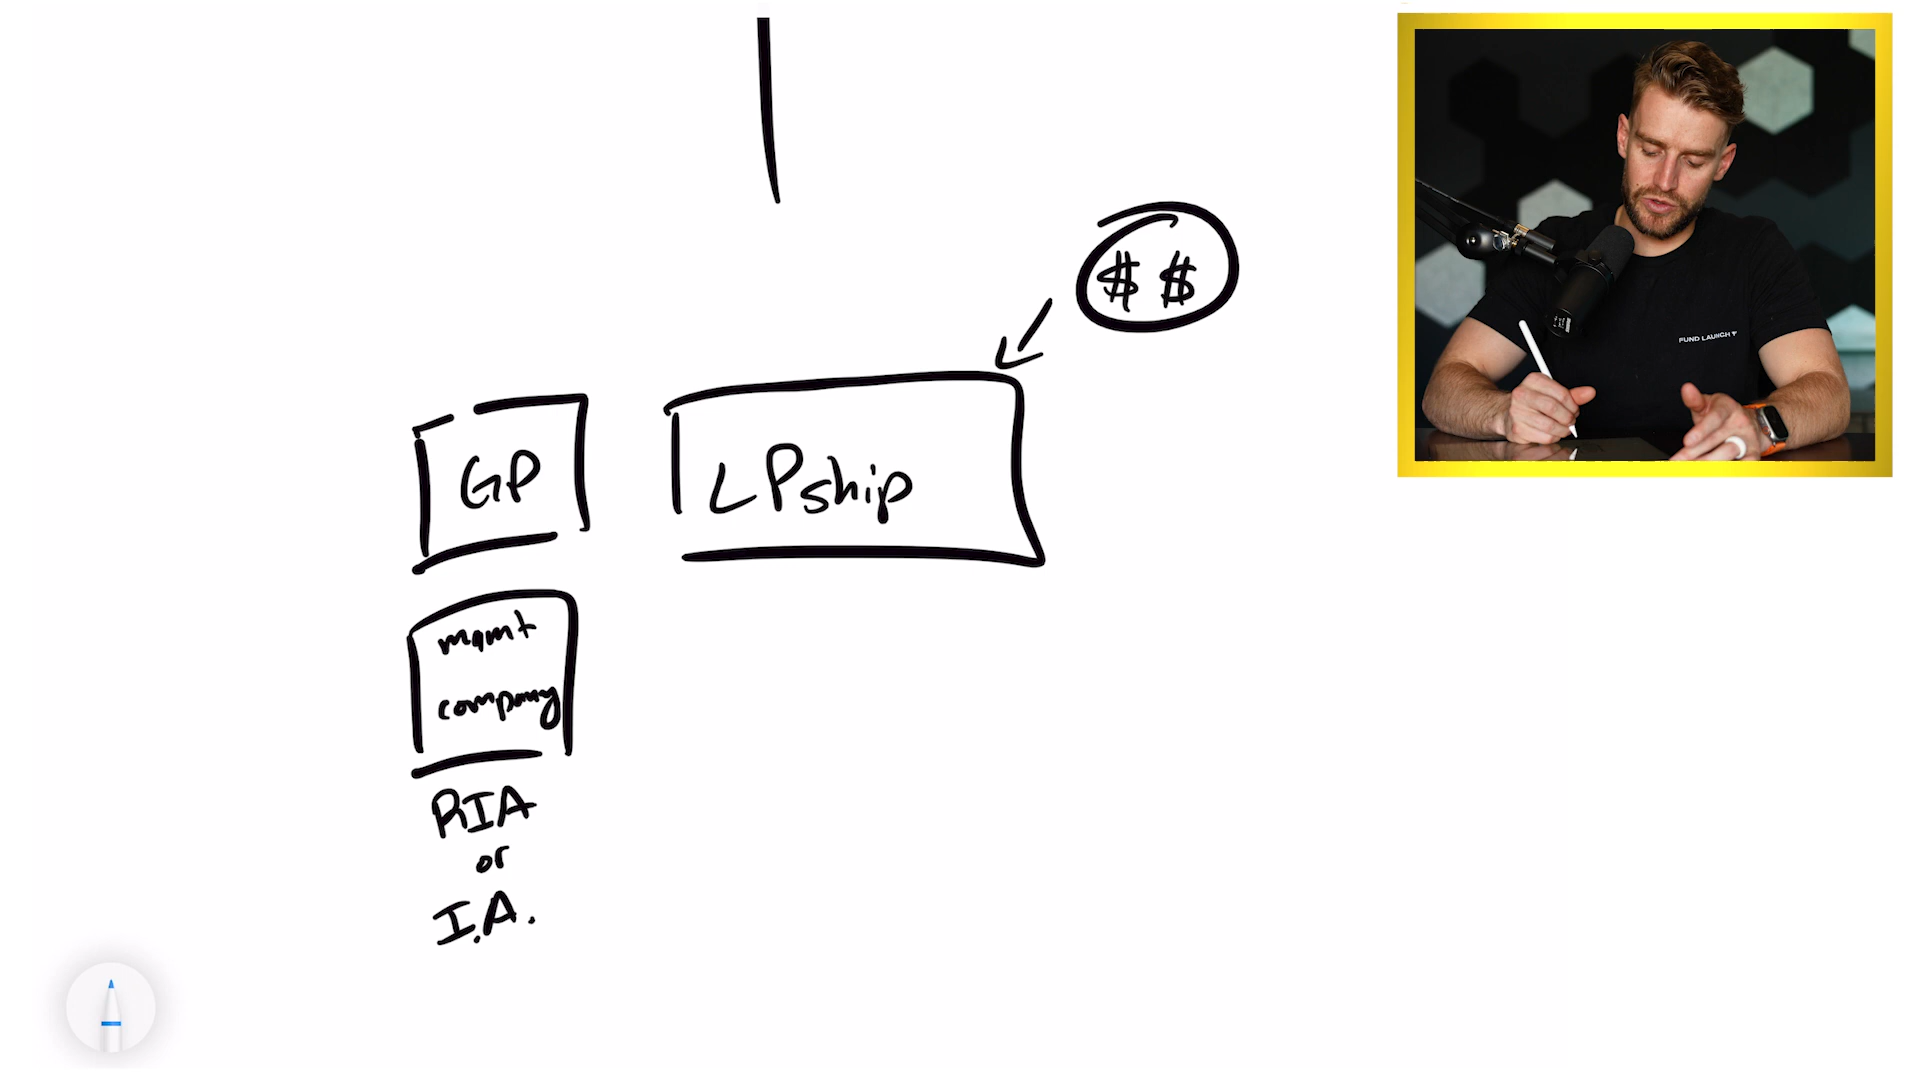 $ $
GP
LPship
mgmt
company
RIA
or
I.A.
FUND LAUNCH